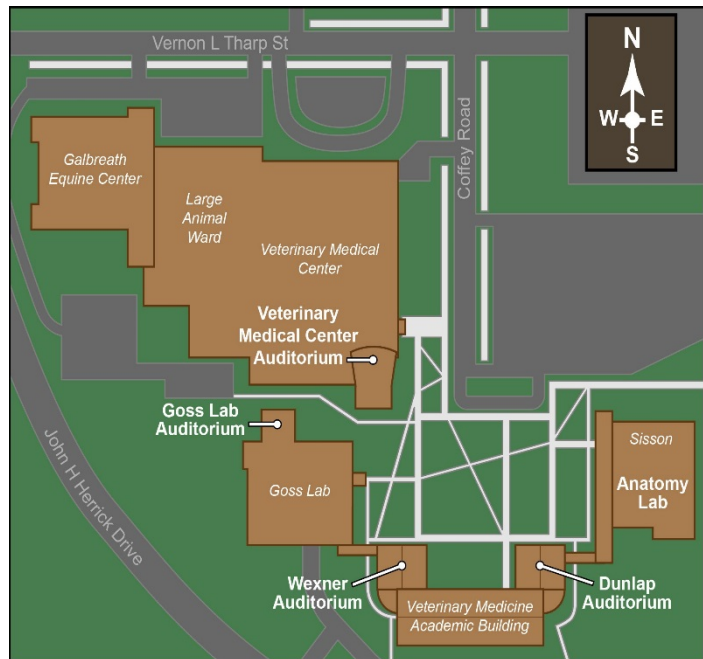 Vernon L Tharp St
N
W E
S
Coffey Road
Galbreath
Equine Center
Large
Animal
Ward
Veterinary Medical
Center
Veterinary
Medical Center
Auditorium
Goss Lab
Auditorium
John H Herrick Drive
Goss Lab
Sisson
Anatomy
Lab
Wexner
Auditorium
Dunlap
Auditorium
Veterinary Medicine
Academic Building